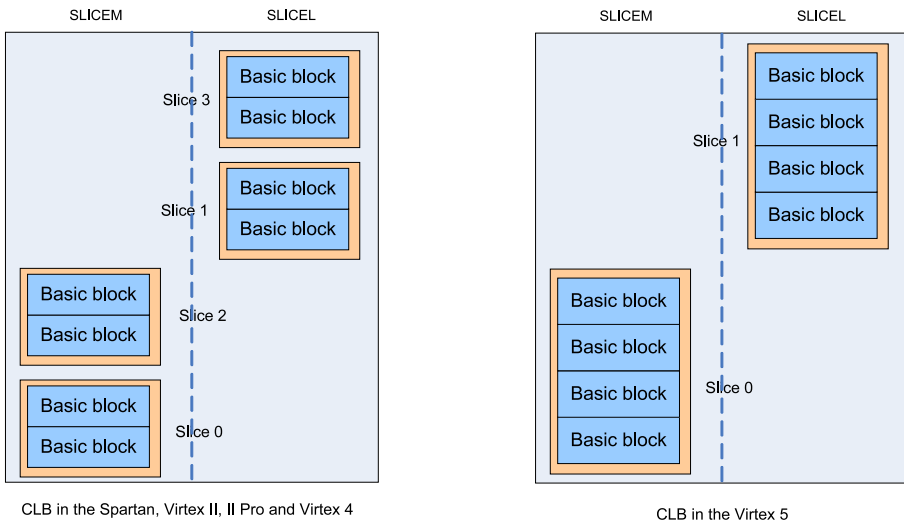 SLICEM
SLICEL
Basic block
Slice 3
Basic block
Basic block
Slice 1
Basic block
Basic block
Slice 2
Basic block
Basic block
Slice 0
Basic block
CLB in the Spartan, Virtex II, II Pro and Virtex 4
SLICEM
SLICEL
Basic block
Basic block
Slice 1
Basic block
Basic block
Basic block
Basic block
Slice 0
Basic block
Basic block
CLB in the Virtex 5